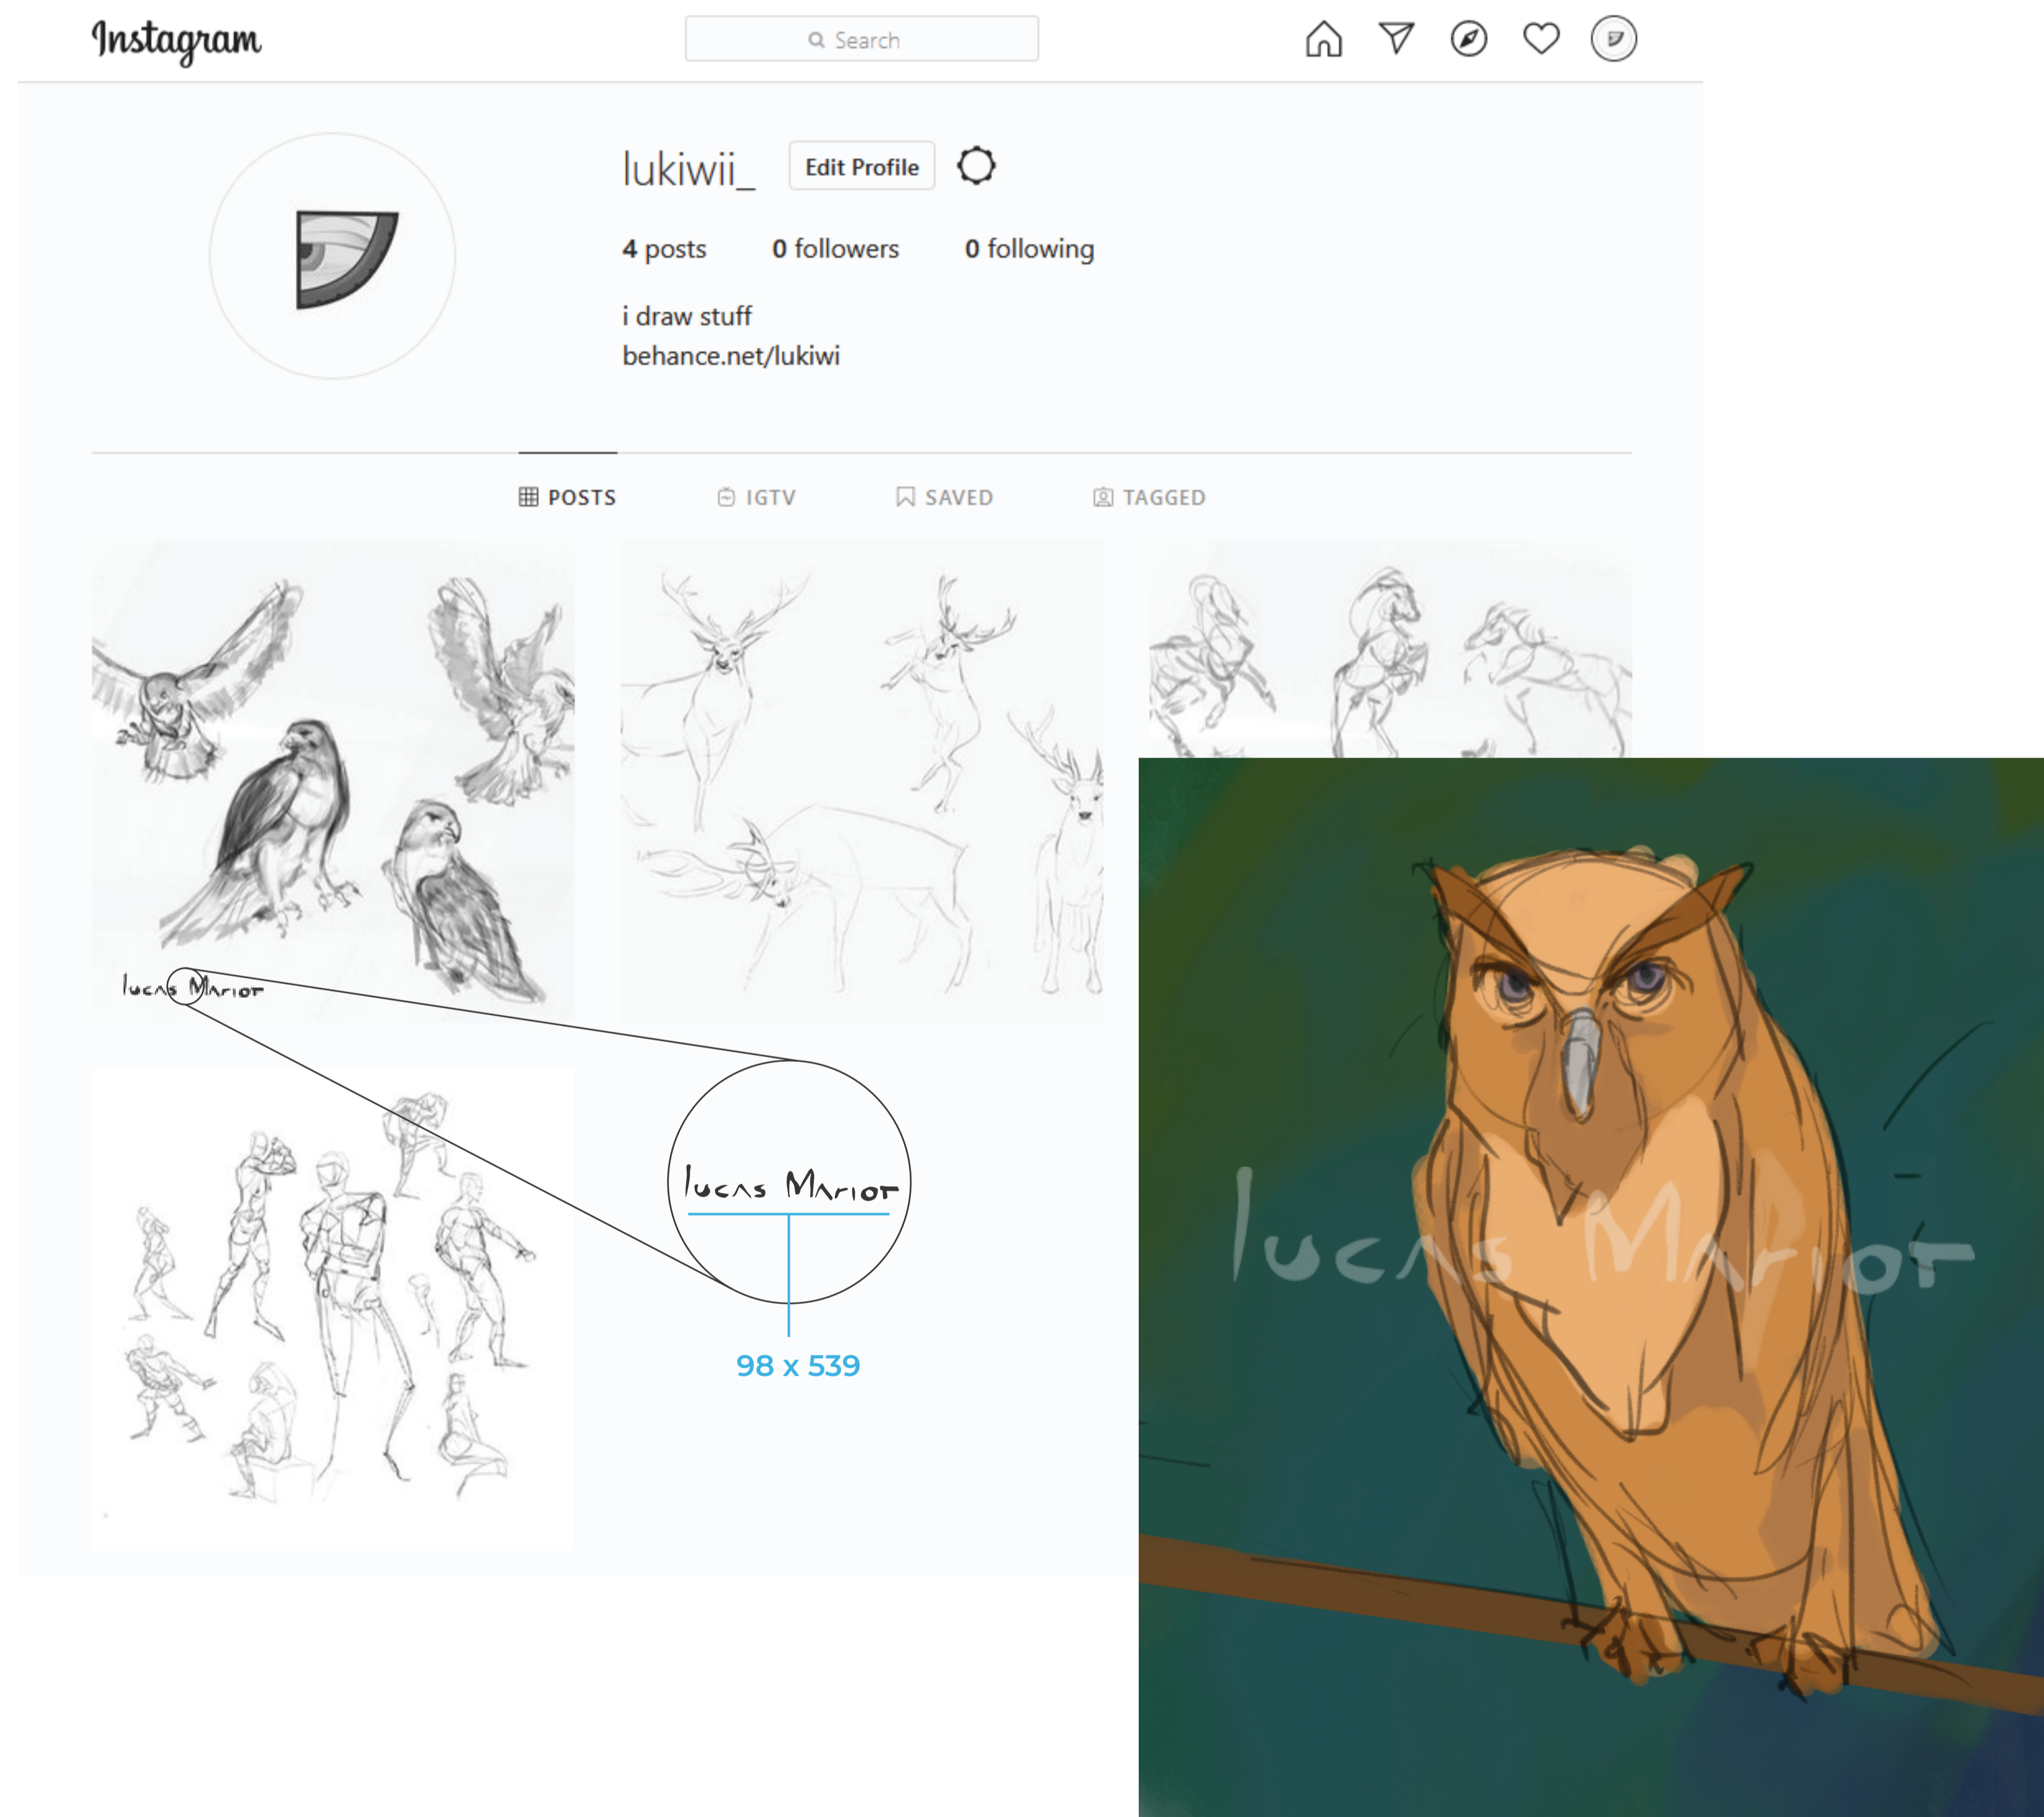 Instagram
Search
lukiwii_
Edit Profile
4 posts
0 followers
0 following
i draw stuff
behance.net/lukiwi
POSTS
IGTV
SAVED
TAGGED
lucas Marior
lucas Marior
98 x 539
lucas Marior